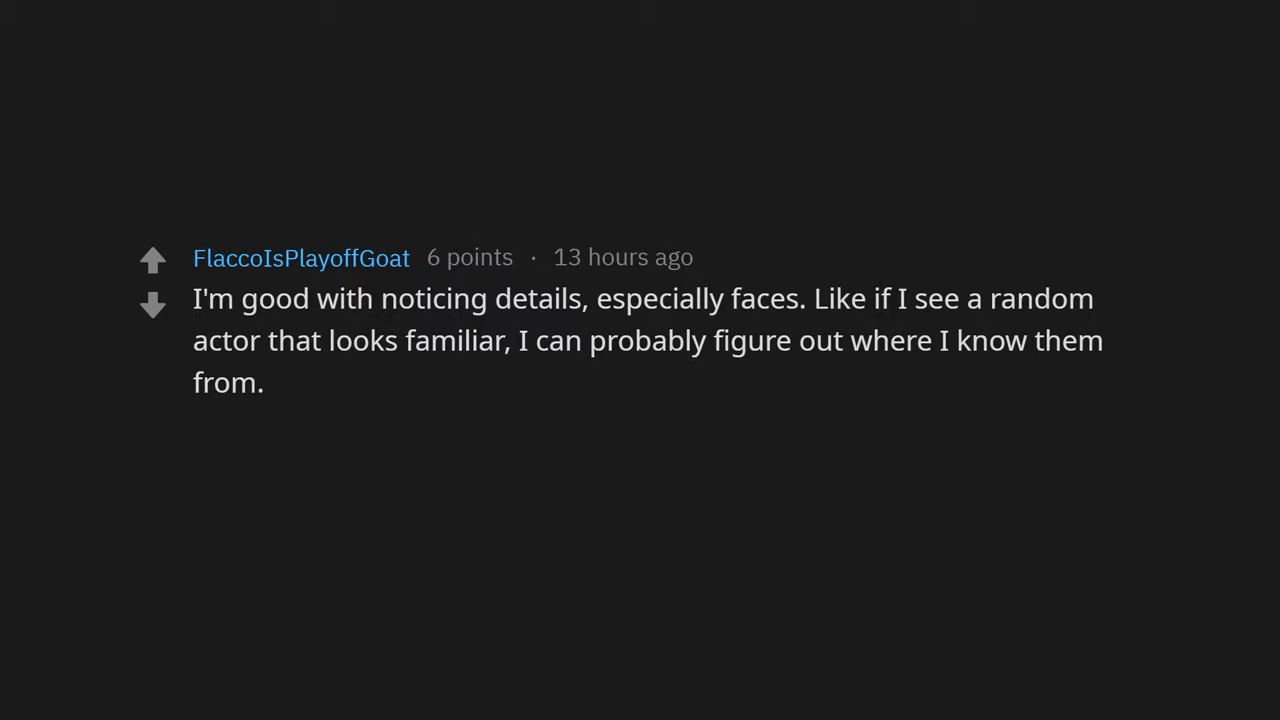 FlaccoIsPlayoffGoat 6 points · 13 hours ago
I'm good with noticing details, especially faces. Like if I see a random
actor that looks familiar, I can probably figure out where I know them
from.